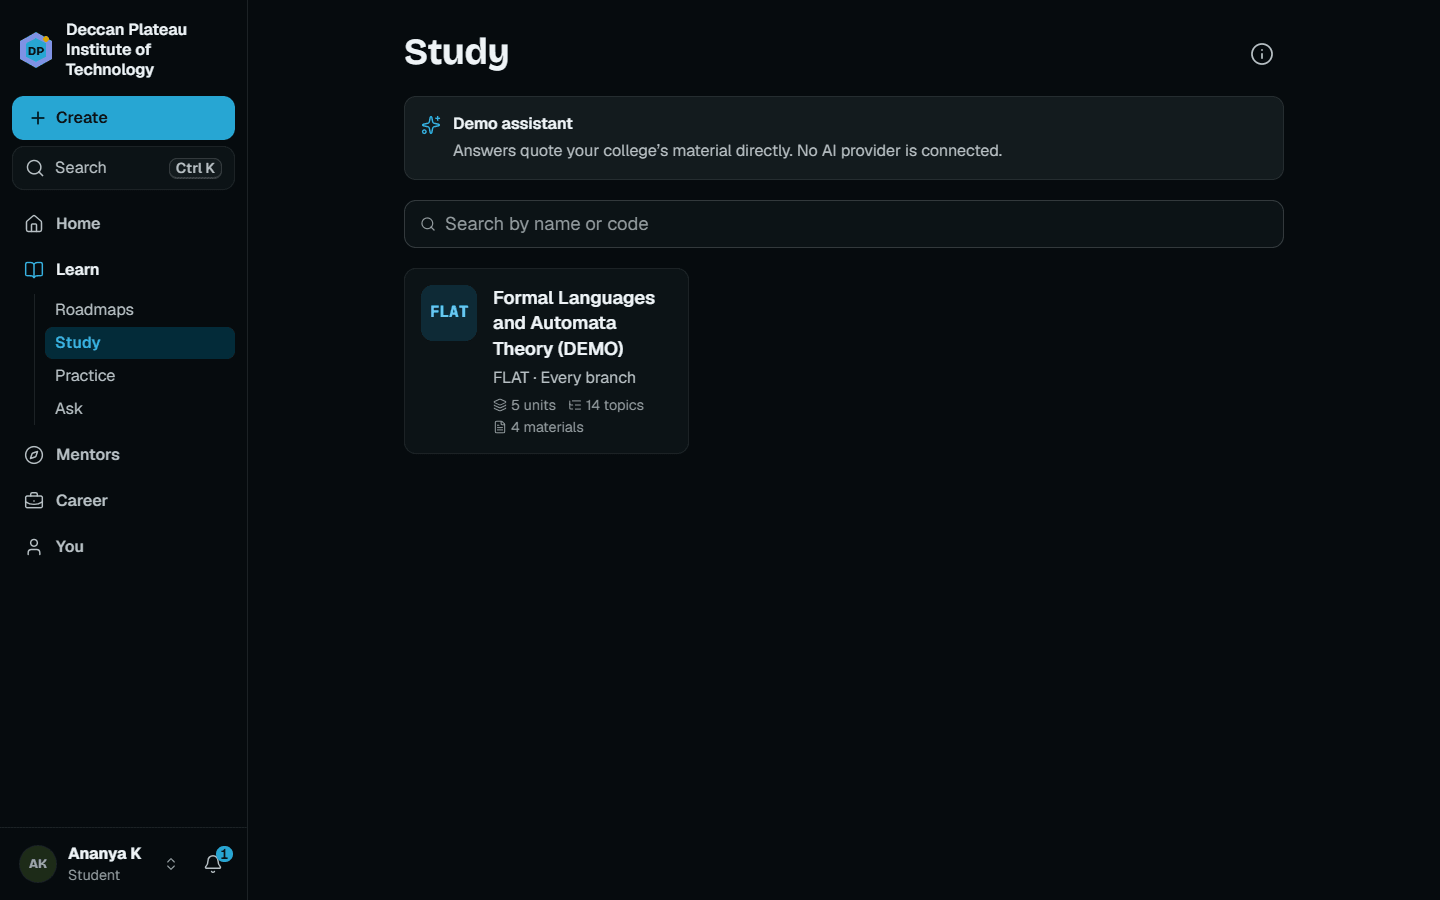 DP
Deccan Plateau
Institute of
Technology
Create
Search Ctrl K
Home
Learn
Roadmaps
Study
Practice
Ask
Mentors
Career
You
AK
Ananya K
Student
1
Study
Demo assistant
Answers quote your college’s material directly. No AI provider is connected.
Search by name or code
FLAT
Formal Languages
and Automata
Theory (DEMO)
FLAT · Every branch
5 units 14 topics
4 materials